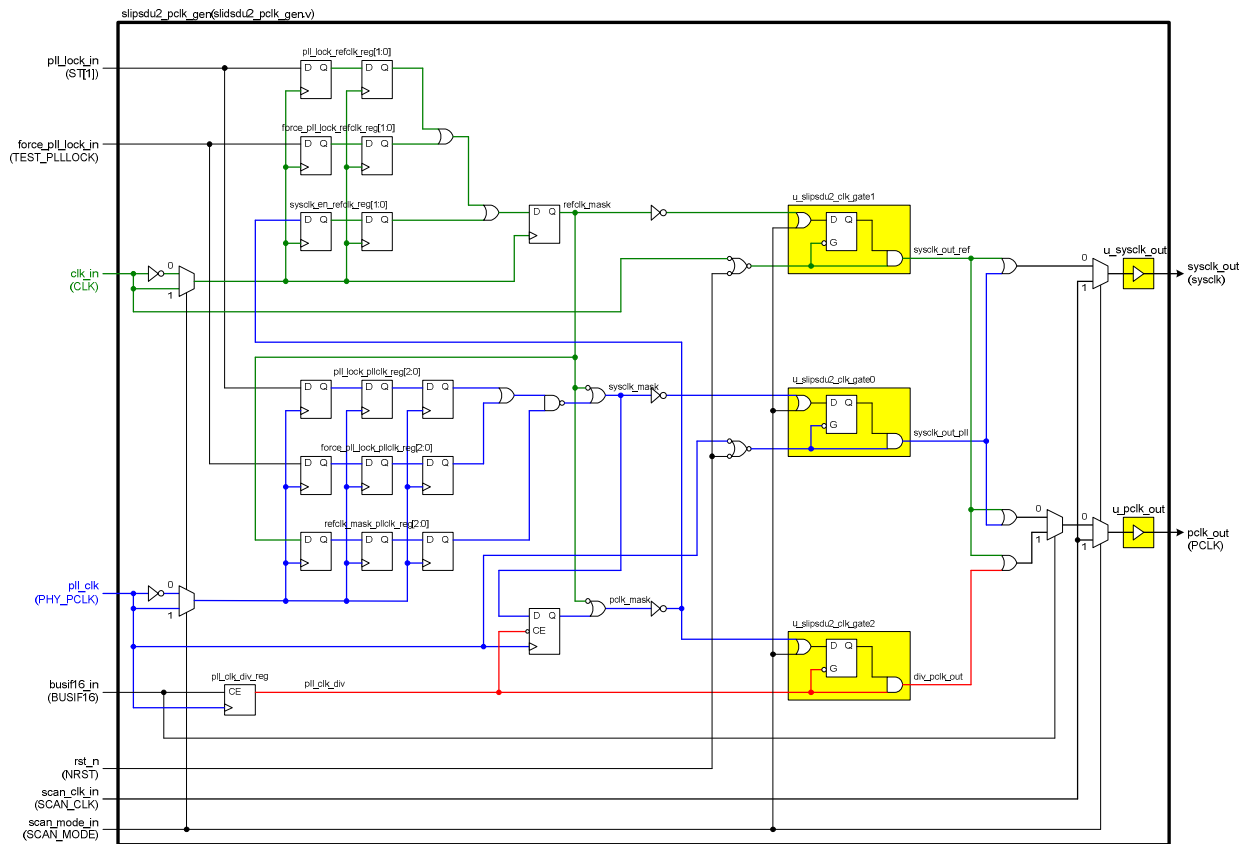 slipsdu2_pclk_gen(slidsdu2_pclk_gen.v)
pll_lock_in
(ST[1])
pll_lock_refclk_reg[1:0]
D Q
D Q
force_pll_lock_in
(TEST_PLLLOCK)
force_pll_lock_refclk_reg[1:0]
D Q
D Q
sysclk_en_refclk_reg[1:0]
D Q
D Q
D Q
refclk_mask
u_slipsdu2_clk_gate1
D Q
G
sysclk_out_ref
clk_in
(CLK)
0
1
0
1
u_sysclk_out
sysclk_out
(sysclk)
pll_lock_pllclk_reg[2:0]
D Q
D Q
D Q
sysclk_mask
u_slipsdu2_clk_gate0
D Q
G
sysclk_out_pll
force_pll_lock_pllclk_reg[2:0]
D Q
D Q
D Q
refclk_mask_pllclk_reg[2:0]
D Q
D Q
D Q
0
1
0
1
u_pclk_out
pclk_out
(PCLK)
pll_clk
(PHY_PCLK)
0
1
D Q
CE
pclk_mask
u_slipsdu2_clk_gate2
D Q
G
div_pclk_out
busif16_in
(BUSIF16)
pll_clk_div_reg
CE
pll_clk_div
rst_n
(NRST)
scan_clk_in
(SCAN_CLK)
scan_mode_in
(SCAN_MODE)